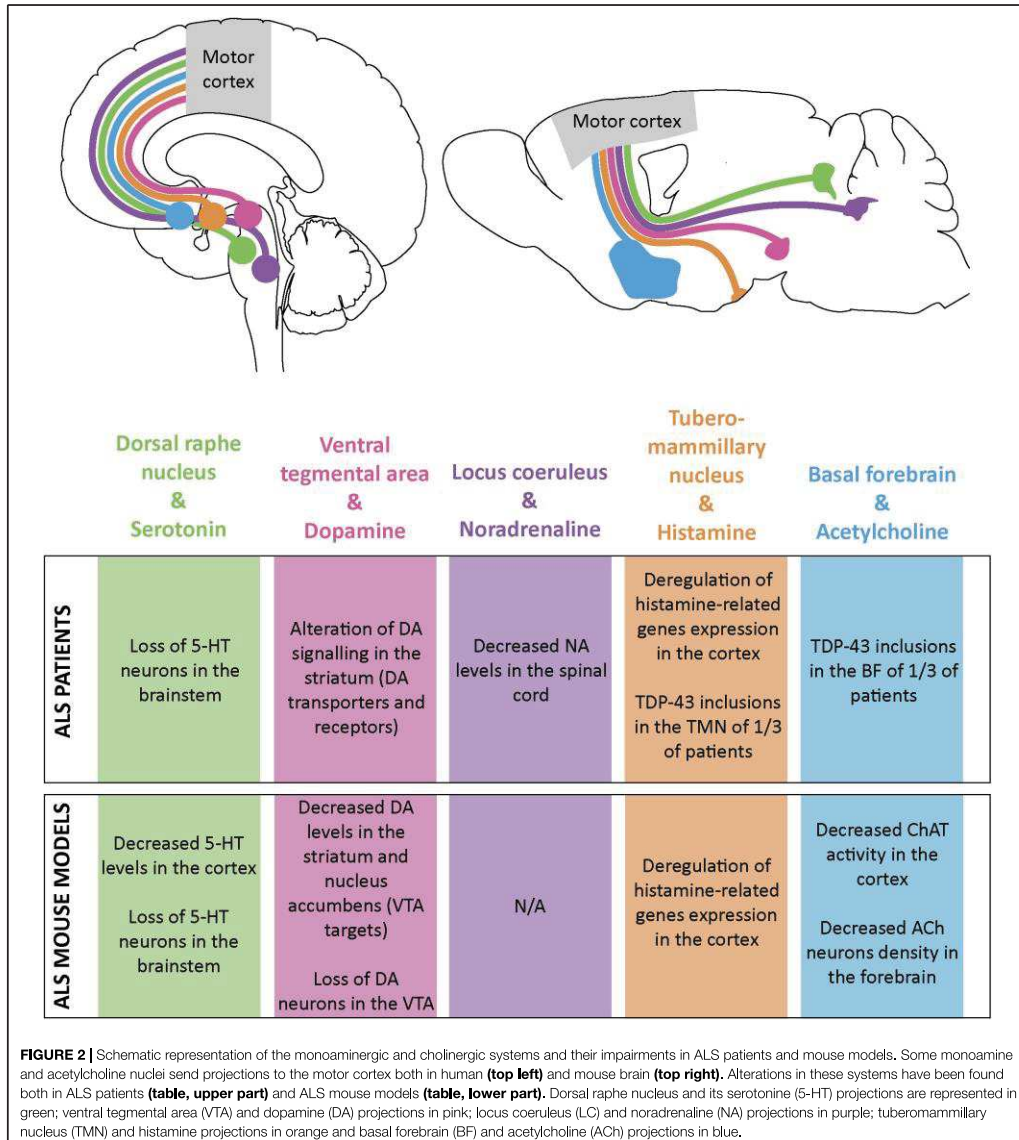 Motor
cortex
Motor cortex
Dorsal raphe
nucleus
&
Serotonin
Ventral
tegmental area
&
Dopamine
Locus coeruleus
&
Noradrenaline
Tubero-
mammillary
nucleus
&
Histamine
Basal forebrain
&
Acetylcholine
ALS PATIENTS
Loss of 5-HT
neurons in the
brainstem
Alteration of DA
signalling in the
striatum (DA
transporters and
receptors)
Decreased NA
levels in the spinal
cord
Deregulation of
histamine-related
genes expression
in the cortex
TDP-43 inclusions
in the TMN of 1/3
of patients
TDP-43 inclusions
in the BF of 1/3 of
patients
ALS MOUSE MODELS
Decreased 5-HT
levels in the cortex
Loss of 5-HT
neurons in the
brainstem
Decreased DA
levels in the
striatum and
nucleus
accumbens (VTA
targets)
Loss of DA
neurons in the VTA
N/A
Deregulation of
histamine-related
genes expression
in the cortex
Decreased ChAT
activity in the
cortex
Decreased ACh
neurons density in
the forebrain
FIGURE 2 | Schematic representation of the monoaminergic and cholinergic systems and their impairments in ALS patients and mouse models. Some monoamine
and acetylcholine nuclei send projections to the motor cortex both in human (top left) and mouse brain (top right). Alterations in these systems have been found
both in ALS patients (table, upper part) and ALS mouse models (table, lower part). Dorsal raphe nucleus and its serotonine (5-HT) projections are represented in
green; ventral tegmental area (VTA) and dopamine (DA) projections in pink; locus coeruleus (LC) and noradrenaline (NA) projections in purple; tuberomammillary
nucleus (TMN) and histamine projections in orange and basal forebrain (BF) and acetylcholine (ACh) projections in blue.